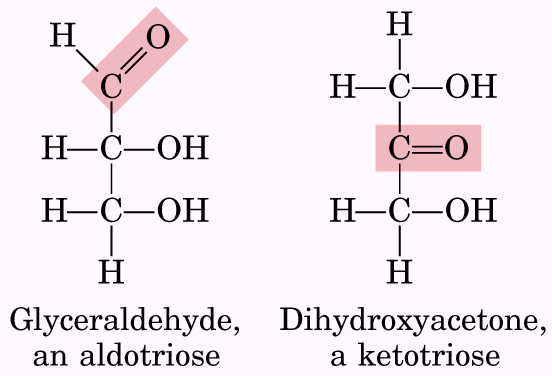 H O
C
H—C—OH
H—C—OH
H
Glyceraldehyde,
an aldotriose
H
H—C—OH
C=O
H—C—OH
H
Dihydroxyacetone,
a ketotriose